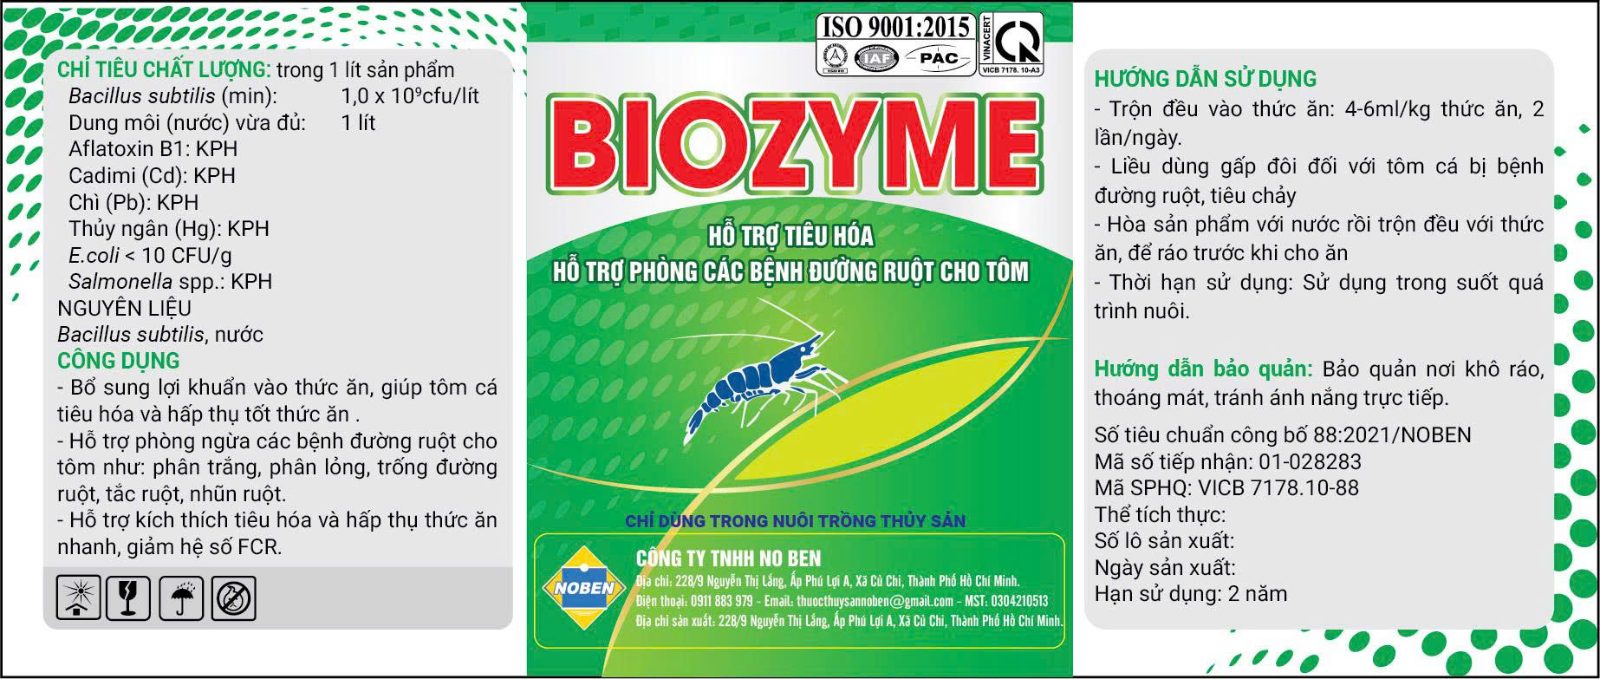 CHỈ TIÊU CHẤT LƯỢNG: trong 1 lít sản phẩm
Bacillus subtilis (min): 1,0 x 10⁹cfu/lít
Dung môi (nước) vừa đủ: 1 lít
Aflatoxin B1: KPH
Cadimi (Cd): KPH
Chì (Pb): KPH
Thủy ngân (Hg): KPH
E.coli < 10 CFU/g
Salmonella spp.: KPH
NGUYÊN LIỆU
Bacillus subtilis, nước
CÔNG DỤNG
- Bổ sung lợi khuẩn vào thức ăn, giúp tôm cá
tiêu hóa và hấp thụ tốt thức ăn .
- Hỗ trợ phòng ngừa các bệnh đường ruột cho
tôm như: phân trắng, phân lỏng, trống đường
ruột, tắc ruột, nhũn ruột.
- Hỗ trợ kích thích tiêu hóa và hấp thụ thức ăn
nhanh, giảm hệ số FCR.
ISO 9001:2015
IAF
PAC
VINACERT
VICB 7178. 10-A3
BIOZYME
HỖ TRỢ TIÊU HÓA
HỖ TRỢ PHÒNG CÁC BỆNH ĐƯỜNG RUỘT CHO TÔM
CHỈ DÙNG TRONG NUÔI TRỒNG THỦY SẢN
NOBEN
CÔNG TY TNHH NO BEN
Địa chỉ: 228/9 Nguyễn Thị Lắng, Ấp Phú Lợi A, Xã Củ Chi, Thành Phố Hồ Chí Minh.
Điện thoại: 0911 883 979 - Email: thuocthuysannoben@gmail.com - MST: 0304210513
Địa chỉ sản xuất: 228/9 Nguyễn Thị Lắng, Ấp Phú Lợi A, Xã Củ Chi, Thành Phố Hồ Chí Minh.
HƯỚNG DẪN SỬ DỤNG
- Trộn đều vào thức ăn: 4-6ml/kg thức ăn, 2
lần/ngày.
- Liều dùng gấp đôi đối với tôm cá bị bệnh
đường ruột, tiêu chảy
- Hòa sản phẩm với nước rồi trộn đều với thức
ăn, để ráo trước khi cho ăn
- Thời hạn sử dụng: Sử dụng trong suốt quá
trình nuôi.
Hướng dẫn bảo quản: Bảo quản nơi khô ráo,
thoáng mát, tránh ánh nắng trực tiếp.
Số tiêu chuẩn công bố 88:2021/NOBEN
Mã số tiếp nhận: 01-028283
Mã SPHQ: VICB 7178.10-88
Thể tích thực:
Số lô sản xuất:
Ngày sản xuất:
Hạn sử dụng: 2 năm